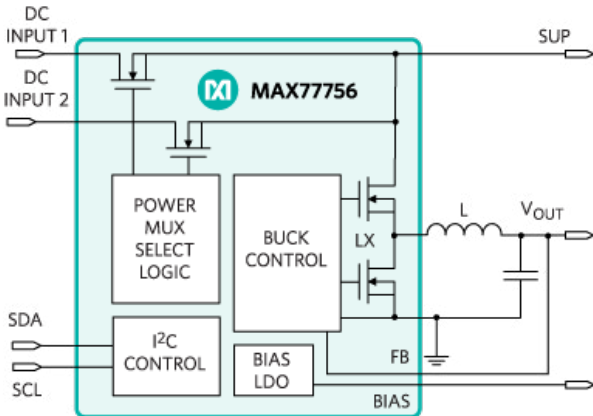 DC
INPUT 1
SUP
DC
INPUT 2
MAX77756
POWER
MUX
SELECT
LOGIC
BUCK
CONTROL
LX
L
VOUT
SDA
SCL
I²C
CONTROL
BIAS
LDO
FB
BIAS